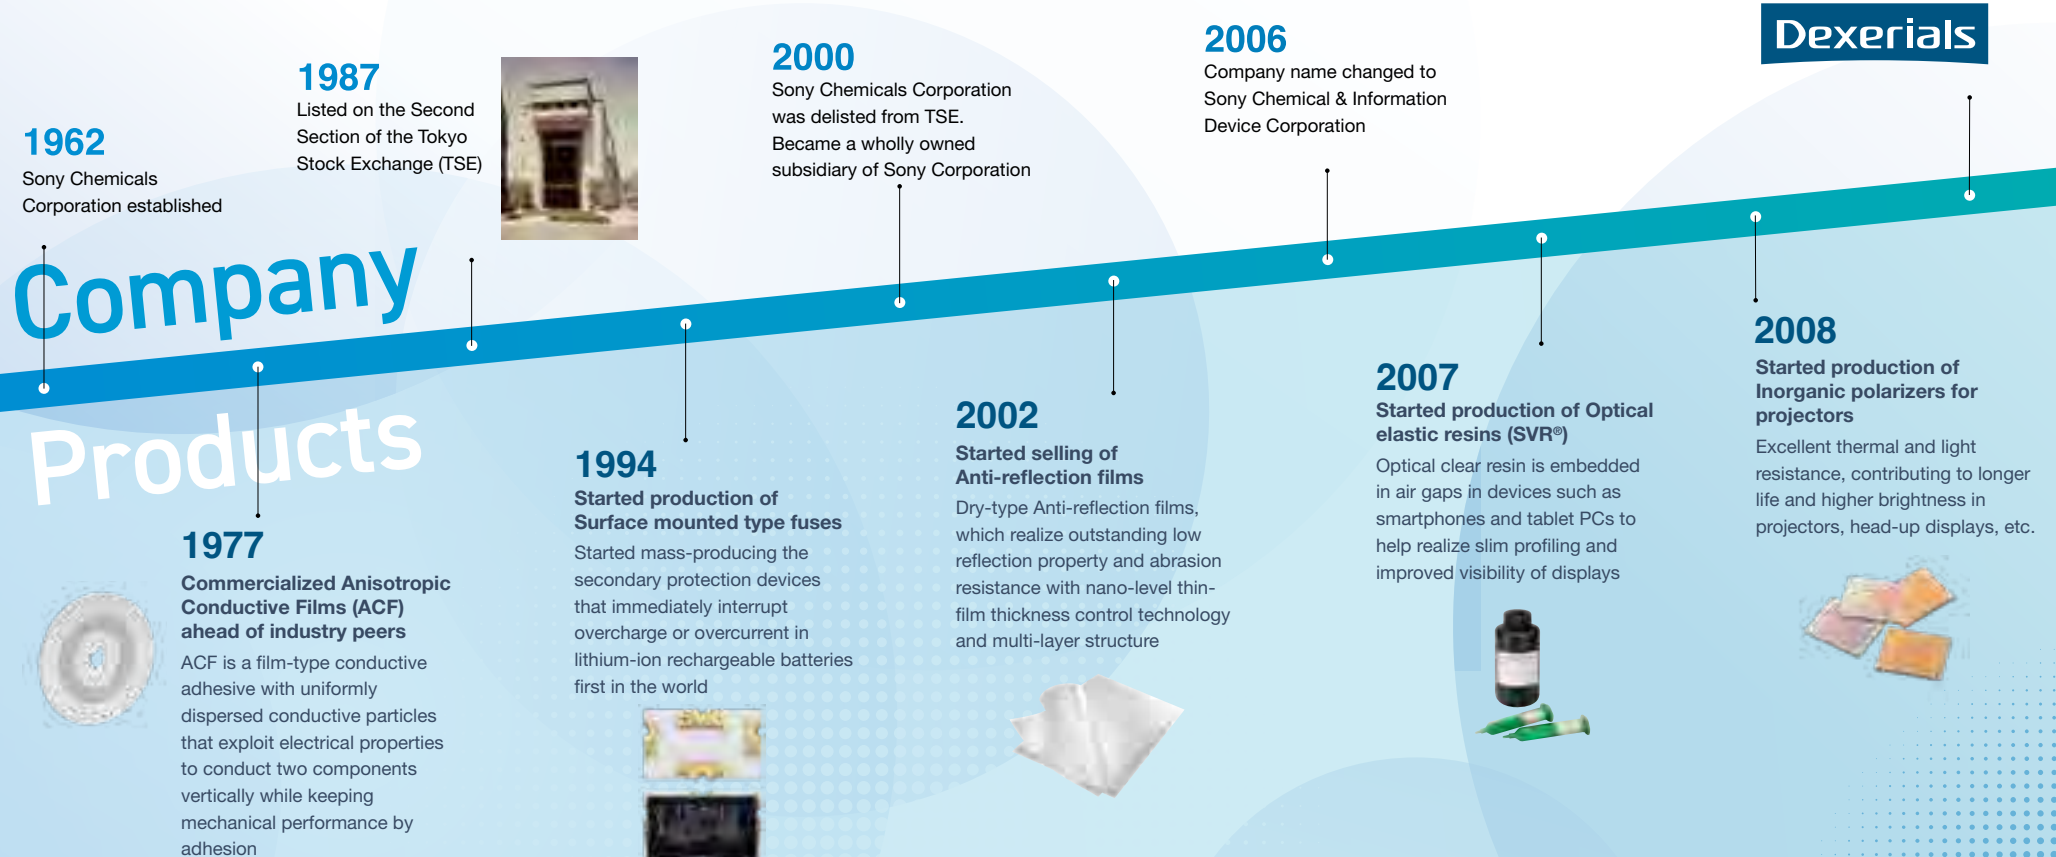 Dexerials
1962
Sony Chemicals
Corporation established
1987
Listed on the Second
Section of the Tokyo
Stock Exchange (TSE)
2000
Sony Chemicals Corporation
was delisted from TSE.
Became a wholly owned
subsidiary of Sony Corporation
2006
Company name changed to
Sony Chemical & Information
Device Corporation
Company
Products
1977
Commercialized Anisotropic
Conductive Films (ACF)
ahead of industry peers
ACF is a film-type conductive
adhesive with uniformly
dispersed conductive particles
that exploit electrical properties
to conduct two components
vertically while keeping
mechanical performance by
adhesion
1994
Started production of
Surface mounted type fuses
Started mass-producing the
secondary protection devices
that immediately interrupt
overcharge or overcurrent in
lithium-ion rechargeable batteries
first in the world
2002
Started selling of
Anti-reflection films
Dry-type Anti-reflection films,
which realize outstanding low
reflection property and abrasion
resistance with nano-level thin-
film thickness control technology
and multi-layer structure
2007
Started production of Optical
elastic resins (SVR®)
Optical clear resin is embedded
in air gaps in devices such as
smartphones and tablet PCs to
help realize slim profiling and
improved visibility of displays
2008
Started production of
Inorganic polarizers for
projectors
Excellent thermal and light
resistance, contributing to longer
life and higher brightness in
projectors, head-up displays, etc.